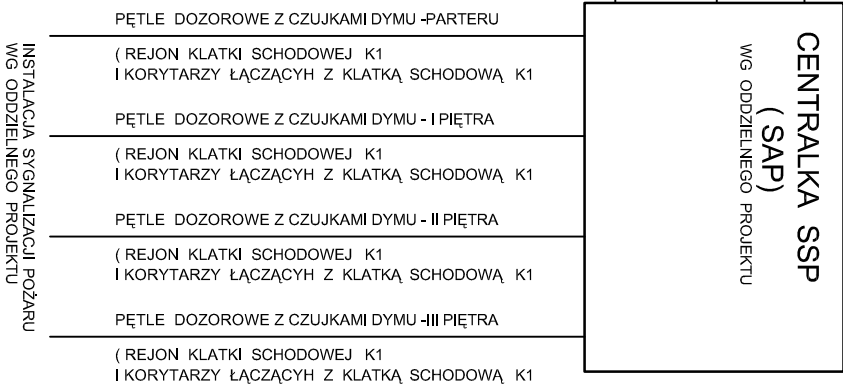 INSTALACJA SYGNALIZACJI POŻARU
WG ODDZIELNEGO PROJEKTU
PĘTLE DOZOROWE Z CZUJKAMI DYMU -PARTERU
( REJON KLATKI SCHODOWEJ K1
I KORYTARZY ŁĄCZĄCYH Z KLATKĄ SCHODOWĄ K1
PĘTLE DOZOROWE Z CZUJKAMI DYMU - I PIĘTRA
( REJON KLATKI SCHODOWEJ K1
I KORYTARZY ŁĄCZĄCYH Z KLATKĄ SCHODOWĄ K1
PĘTLE DOZOROWE Z CZUJKAMI DYMU - II PIĘTRA
( REJON KLATKI SCHODOWEJ K1
I KORYTARZY ŁĄCZĄCYH Z KLATKĄ SCHODOWĄ K1
PĘTLE DOZOROWE Z CZUJKAMI DYMU -III PIĘTRA
( REJON KLATKI SCHODOWEJ K1
I KORYTARZY ŁĄCZĄCYH Z KLATKĄ SCHODOWĄ K1
CENTRALKA SSP
( SAP)
WG ODDZIELNEGO PROJEKTU